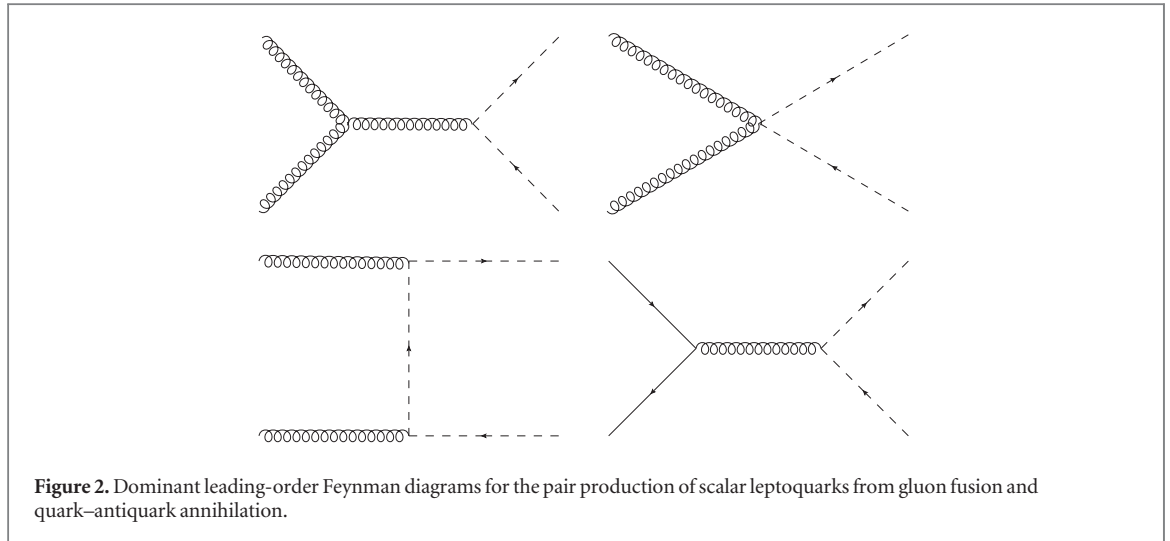 Figure 2. Dominant leading-order Feynman diagrams for the pair production of scalar leptoquarks from gluon fusion and
quark–antiquark annihilation.